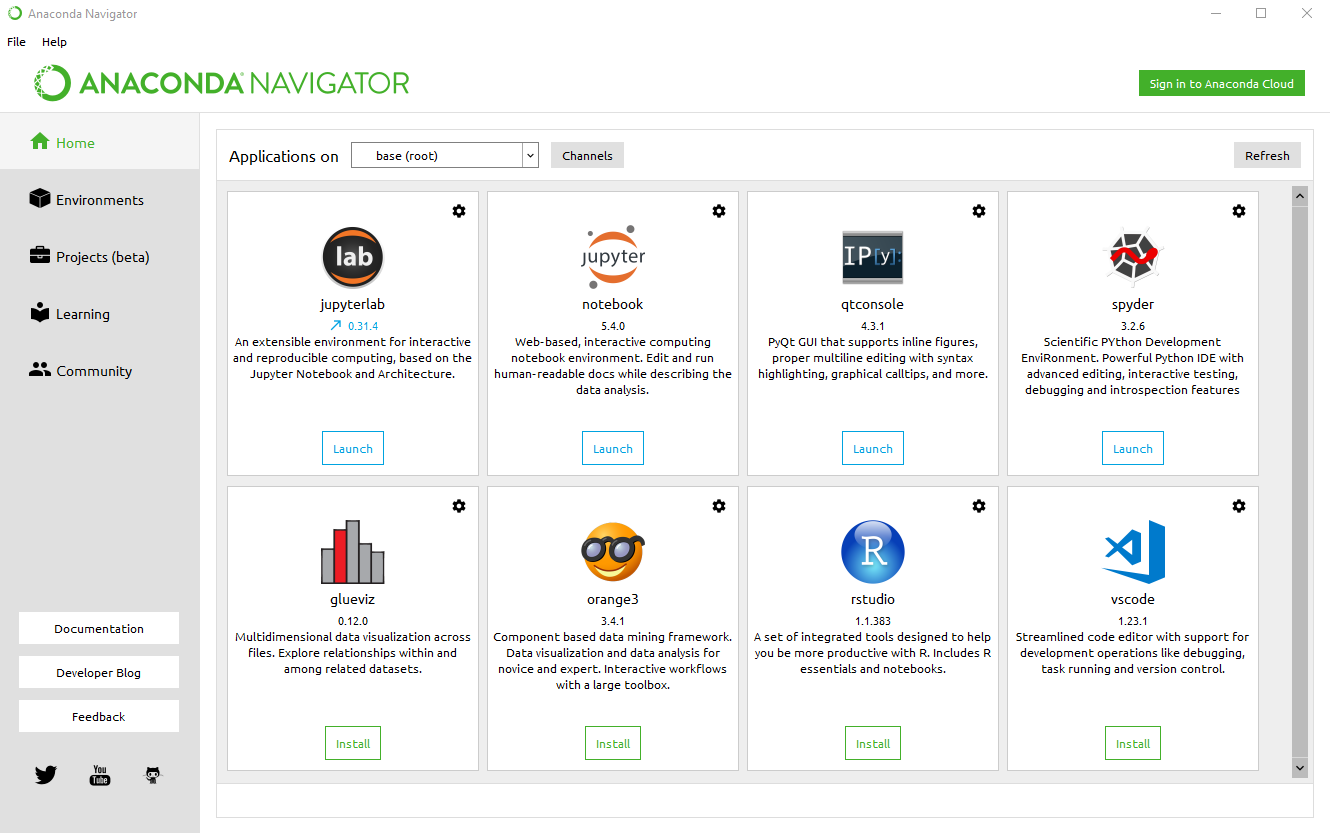 Anaconda Navigator
File Help
ANACONDA NAVIGATOR
Sign in to Anaconda Cloud
Home
Environments
Projects (beta)
Learning
Community
Documentation
Developer Blog
Feedback
You
Tube
Applications on
base (root)
Channels
Refresh
lab
jupyterlab
0.31.4
An extensible environment for interactive
and reproducible computing, based on the
Jupyter Notebook and Architecture.
Launch
jupyter
notebook
5.4.0
Web-based, interactive computing
notebook environment. Edit and run
human-readable docs while describing the
data analysis.
Launch
IP[y]:
qtconsole
4.3.1
PyQt GUI that supports inline figures,
proper multiline editing with syntax
highlighting, graphical calltips, and more.
Launch
spyder
3.2.6
Scientific PYthon Development
EnviRonment. Powerful Python IDE with
advanced editing, interactive testing,
debugging and introspection features
Launch
glueviz
0.12.0
Multidimensional data visualization across
files. Explore relationships within and
among related datasets.
Install
orange3
3.4.1
Component based data mining framework.
Data visualization and data analysis for
novice and expert. Interactive workflows
with a large toolbox.
Install
R
rstudio
1.1.383
A set of integrated tools designed to help
you be more productive with R. Includes R
essentials and notebooks.
Install
vscode
1.23.1
Streamlined code editor with support for
development operations like debugging,
task running and version control.
Install